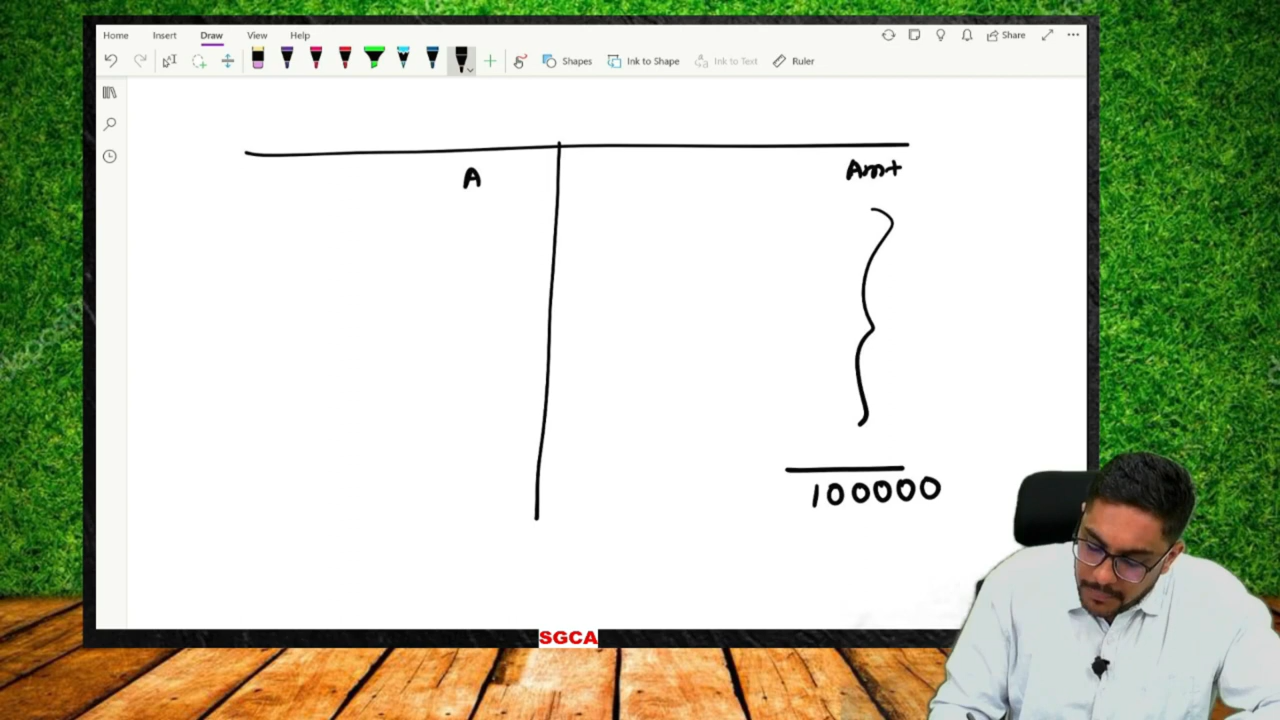 Home Insert Draw View Help Share
Shapes Ink to Shape Ink to Text Ruler
A Amt
100000
SGCA